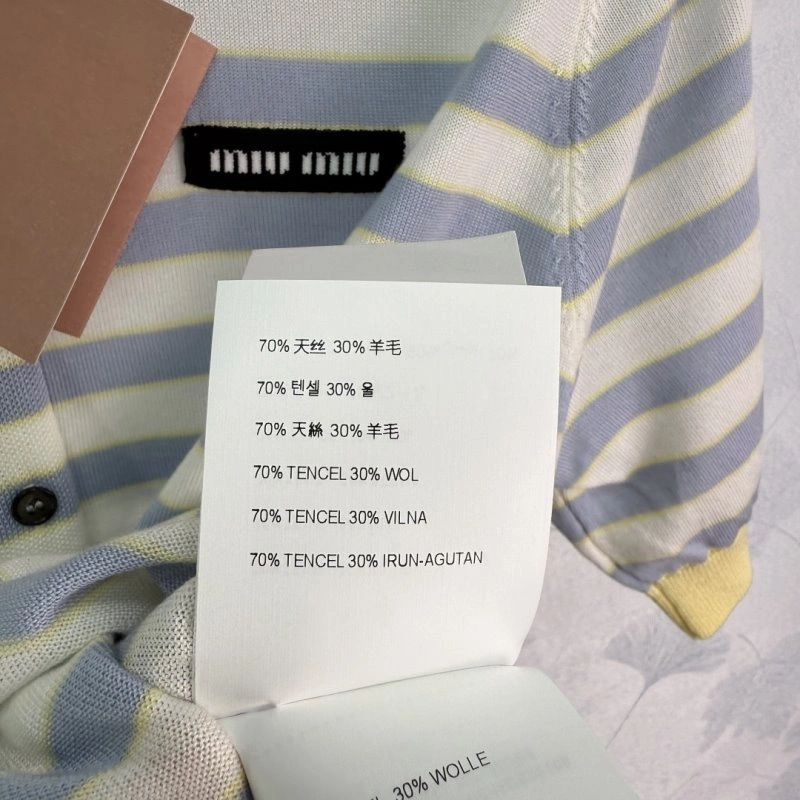 miu miu
70% 天丝 30% 羊毛
70% 텐셀 30% 울
70% 天絲 30% 羊毛
70% TENCEL 30% WOL
70% TENCEL 30% VILNA
70% TENCEL 30% IRUN-AGUTAN
30% WOLLE